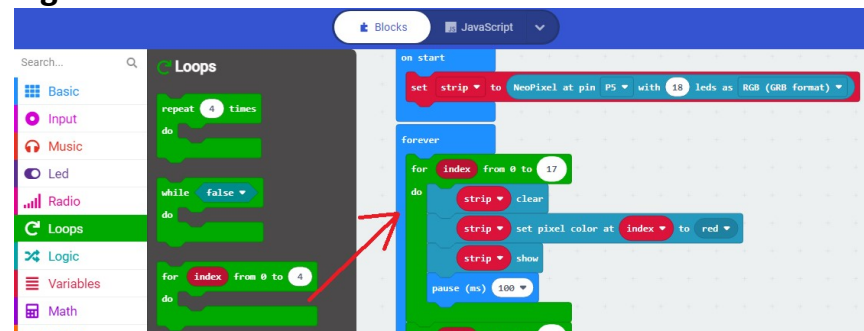 Blocks
JavaScript
Search...
Basic
Input
Music
Led
Radio
Loops
Logic
Variables
Math
Loops
repeat 4 times
do
while false
do
for index from 0 to 4
do
on start
set strip to NeoPixel at pin P5 with 18 leds as RGB (GRB format)
forever
for index from 0 to 17
do
strip clear
strip set pixel color at index to red
strip show
pause (ms) 100